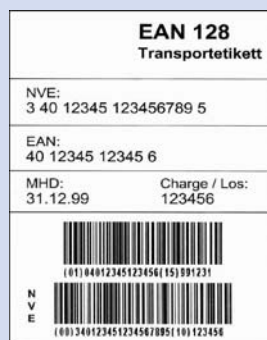 EAN 128
Transportetikett
NVE:
3 40 12345 123456789 5
EAN:
40 12345 12345 6
MHD: Charge / Los:
31.12.99 123456
(01)04012345123456(15)991231
NVE
(00)340123451234567895(10)123456